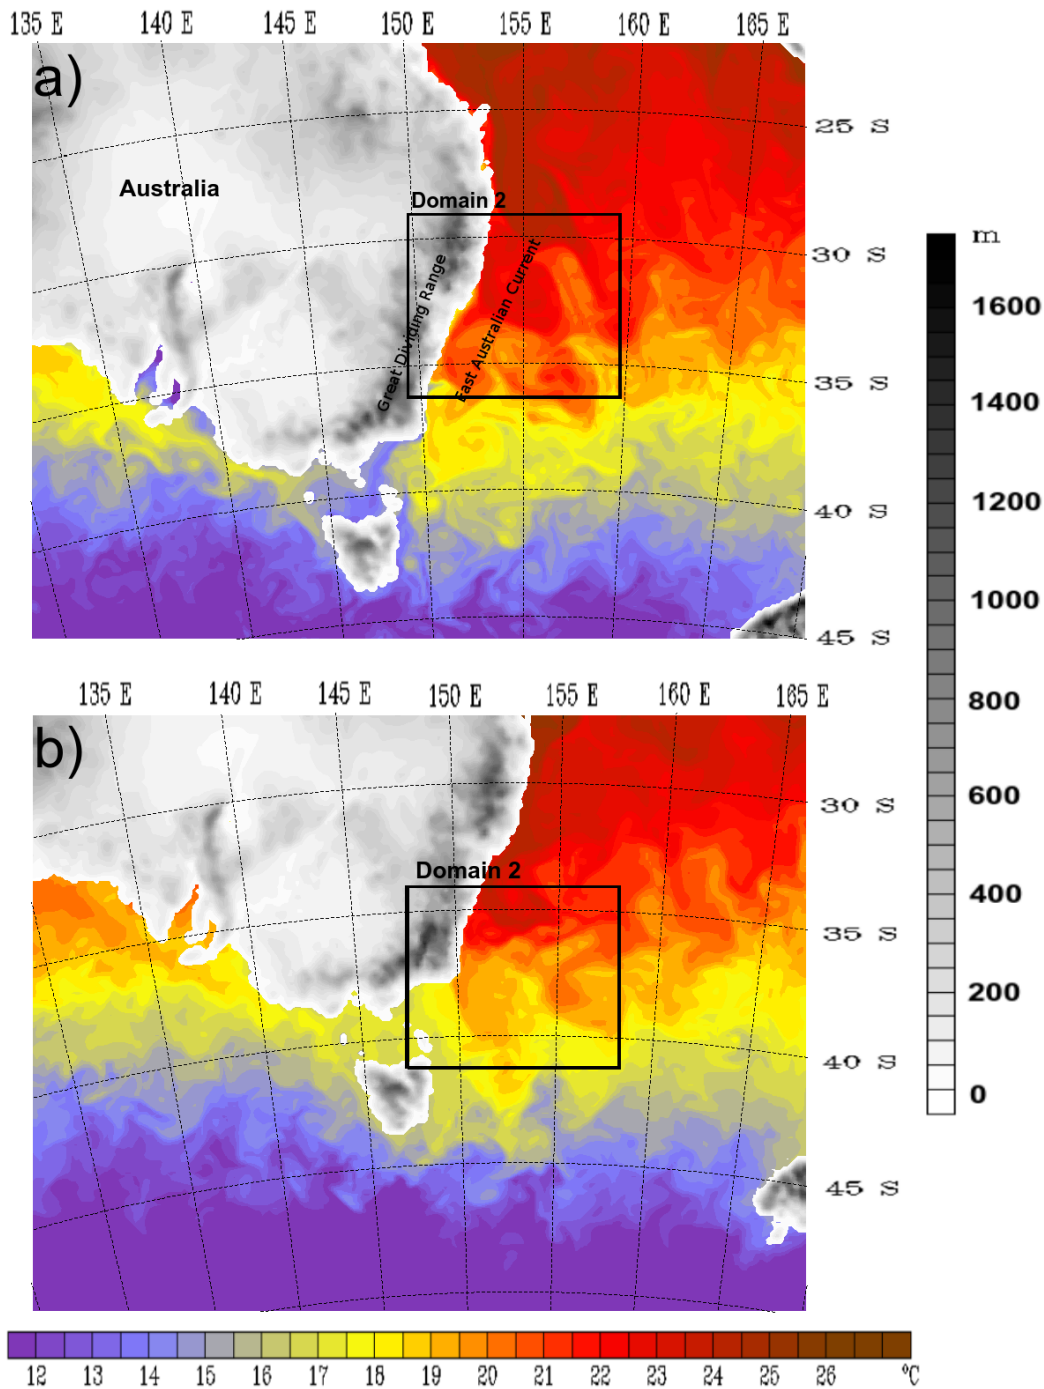 135 E 140 E 145 E 150 E 155 E 160 E 165 E
a)
25 S
Australia
Domain 2
m
30 S
Great Dividing Range
East Australian Current
1600
35 S
1400
1200
40 S
1000
45 S
135 E 140 E 145 E 150 E 155 E 160 E 165 E
800
b)
600
30 S
Domain 2
400
35 S
200
40 S
0
45 S
12 13 14 15 16 17 18 19 20 21 22 23 24 25 26 °C